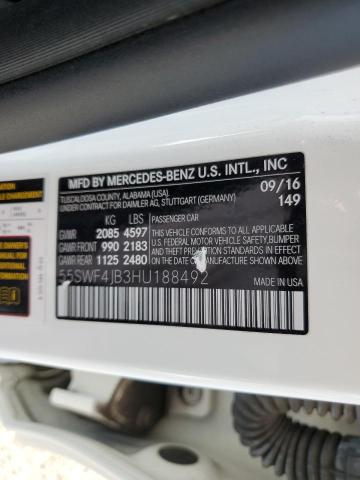 MFD BY MERCEDES-BENZ U.S. INTL., INC
TUSCALOOSA COUNTY, ALABAMA (USA)
UNDER CONTRACT FOR DAIMLER AG, STUTTGART (GERMANY)
09/16
149
KG LBS
GVWR 2085 4597
GAWR FRONT 990 2183
GAWR REAR 1125 2480
PASSENGER CAR
THIS VEHICLE CONFORMS TO ALL APPLICABLE
U.S. FEDERAL MOTOR VEHICLE SAFETY, BUMPER
AND THEFT PREVENTION STANDARDS
IN EFFECT ON THE DATE OF
MANUFACTURE SHOWN ABOVE.
55SWF4JB3HU188492